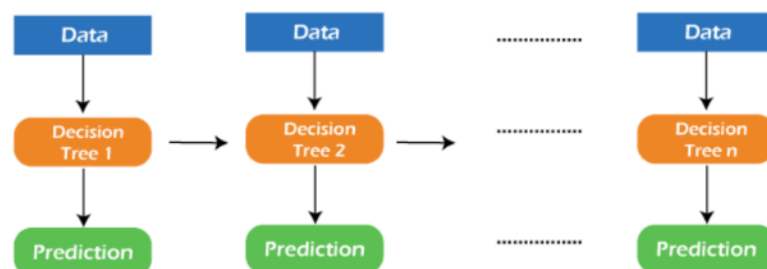 Data
Data
Data
Decision
Tree 1
Decision
Tree 2
Decision
Tree n
Prediction
Prediction
Prediction